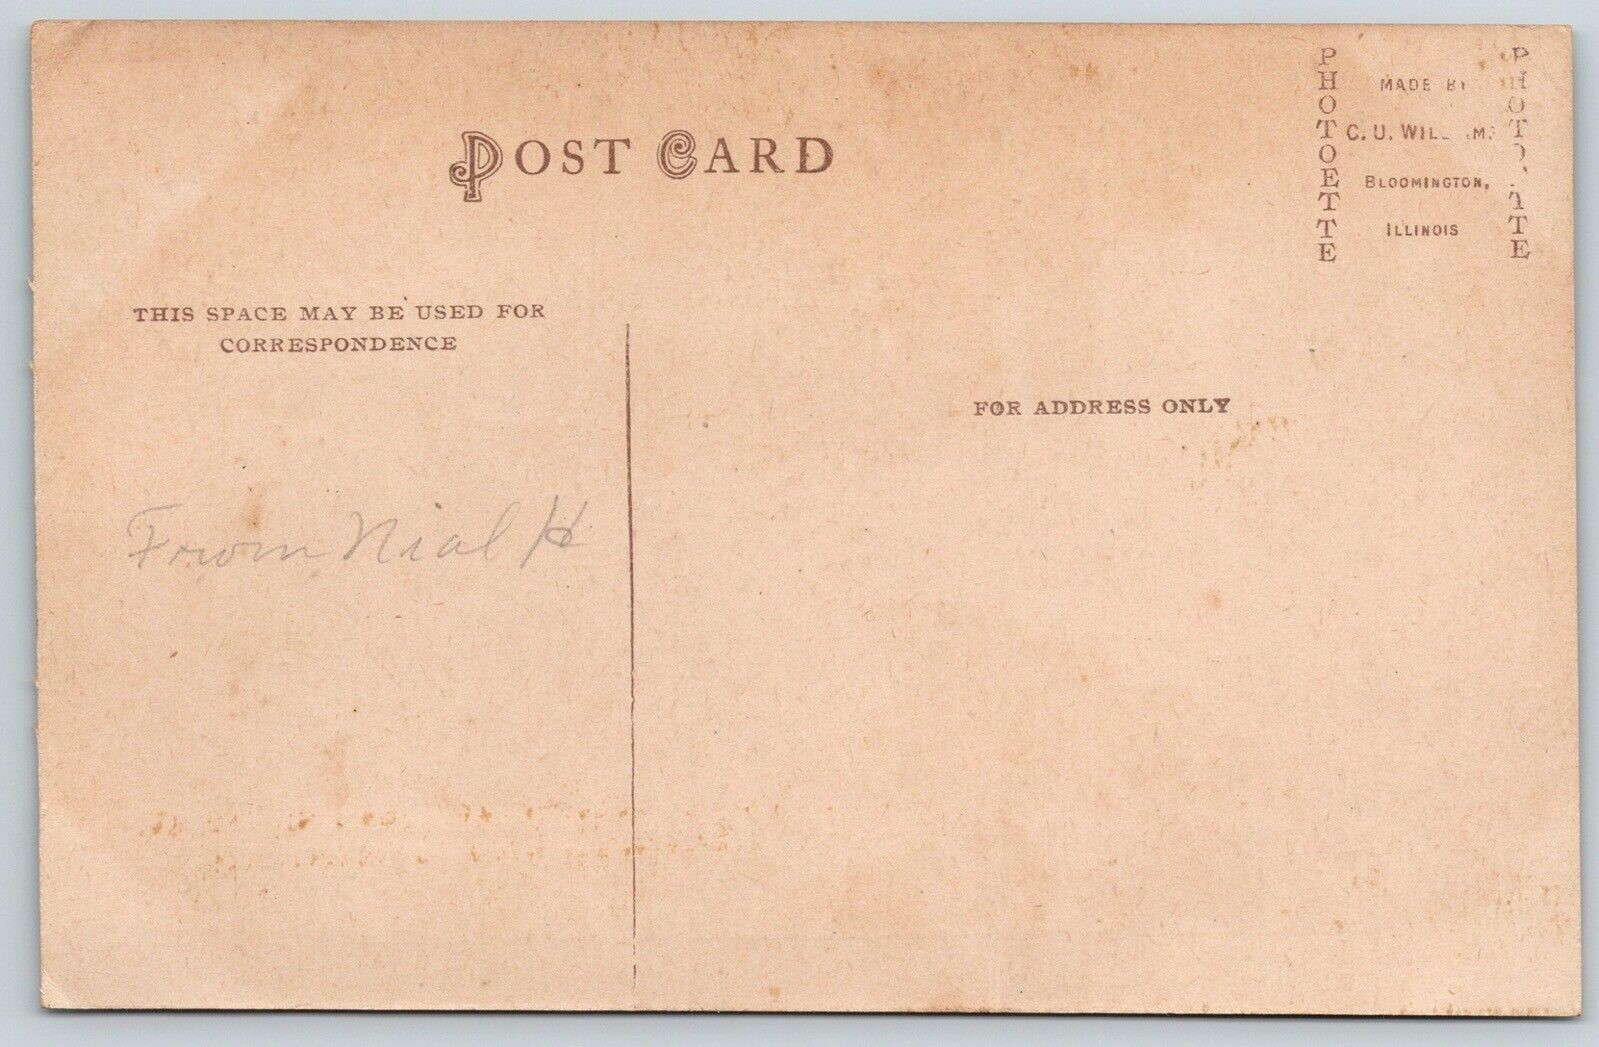 POST CARD
PHOTOETTE
MADE BY
C. U.
BLOOMINGTON,
ILLINOIS
THIS SPACE MAY BE USED FOR
CORRESPONDENCE
FOR ADDRESS ONLY
From Nial H